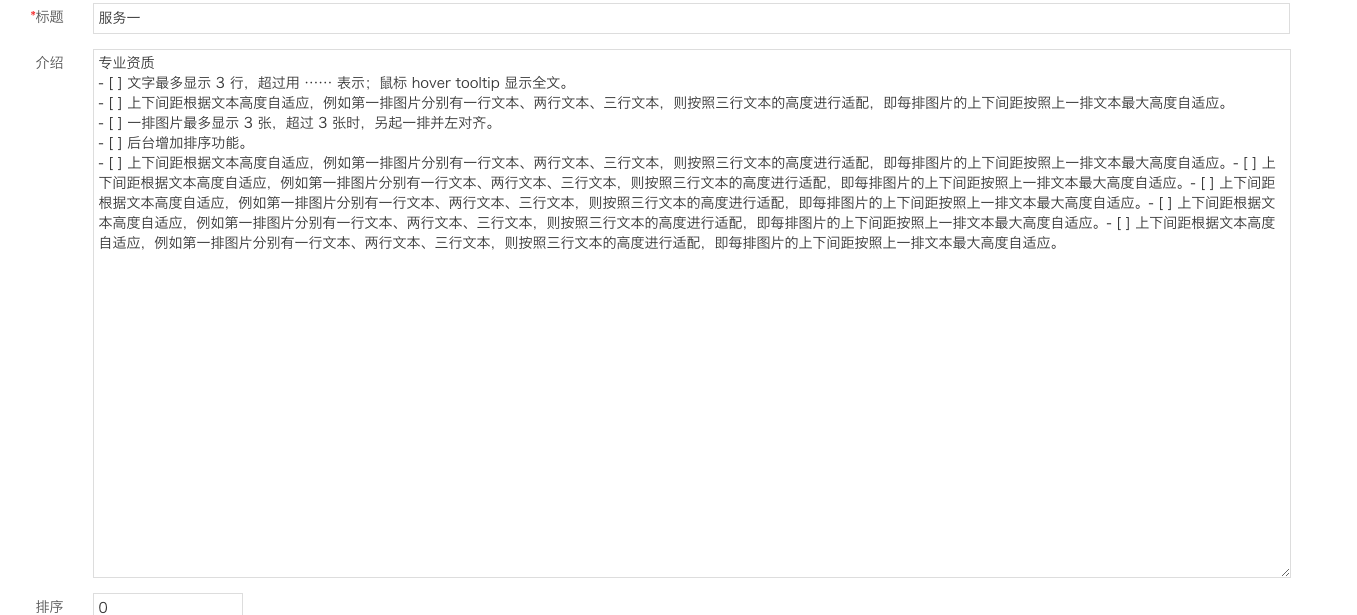 *标题
服务一
介绍
专业资质
- [ ] 文字最多显示 3 行，超过用 …… 表示；鼠标 hover tooltip 显示全文。
- [ ] 上下间距根据文本高度自适应，例如第一排图片分别有一行文本、两行文本、三行文本，则按照三行文本的高度进行适配，即每排图片的上下间距按照上一排文本最大高度自适应。
- [ ] 一排图片最多显示 3 张，超过 3 张时，另起一排并左对齐。
- [ ] 后台增加排序功能。
- [ ] 上下间距根据文本高度自适应，例如第一排图片分别有一行文本、两行文本、三行文本，则按照三行文本的高度进行适配，即每排图片的上下间距按照上一排文本最大高度自适应。- [ ] 上
下间距根据文本高度自适应，例如第一排图片分别有一行文本、两行文本、三行文本，则按照三行文本的高度进行适配，即每排图片的上下间距按照上一排文本最大高度自适应。- [ ] 上下间距
根据文本高度自适应，例如第一排图片分别有一行文本、两行文本、三行文本，则按照三行文本的高度进行适配，即每排图片的上下间距按照上一排文本最大高度自适应。- [ ] 上下间距根据文
本高度自适应，例如第一排图片分别有一行文本、两行文本、三行文本，则按照三行文本的高度进行适配，即每排图片的上下间距按照上一排文本最大高度自适应。- [ ] 上下间距根据文本高度
自适应，例如第一排图片分别有一行文本、两行文本、三行文本，则按照三行文本的高度进行适配，即每排图片的上下间距按照上一排文本最大高度自适应。
排序
0